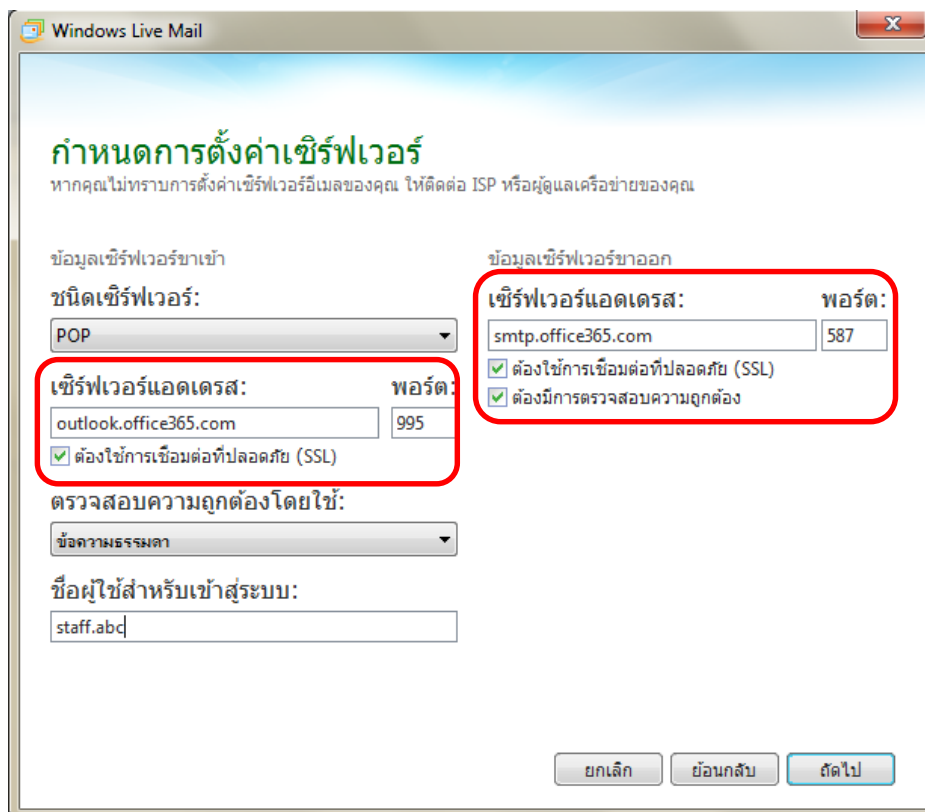 Windows Live Mail
กำหนดการตั้งค่าเซิร์ฟเวอร์
หากคุณไม่ทราบการตั้งค่าเซิร์ฟเวอร์อีเมลของคุณ ให้ติดต่อ ISP หรือผู้ดูแลเครือข่ายของคุณ
ข้อมูลเซิร์ฟเวอร์ขาเข้า
ชนิดเซิร์ฟเวอร์:
POP
เซิร์ฟเวอร์แอดเดรส: พอร์ต:
outlook.office365.com 995
ต้องใช้การเชื่อมต่อที่ปลอดภัย (SSL)
ตรวจสอบความถูกต้องโดยใช้:
ข้อความธรรมดา
ชื่อผู้ใช้สำหรับเข้าสู่ระบบ:
staff.abc
ข้อมูลเซิร์ฟเวอร์ขาออก
เซิร์ฟเวอร์แอดเดรส: พอร์ต:
smtp.office365.com 587
ต้องใช้การเชื่อมต่อที่ปลอดภัย (SSL)
ต้องมีการตรวจสอบความถูกต้อง
ยกเลิก ย้อนกลับ ถัดไป